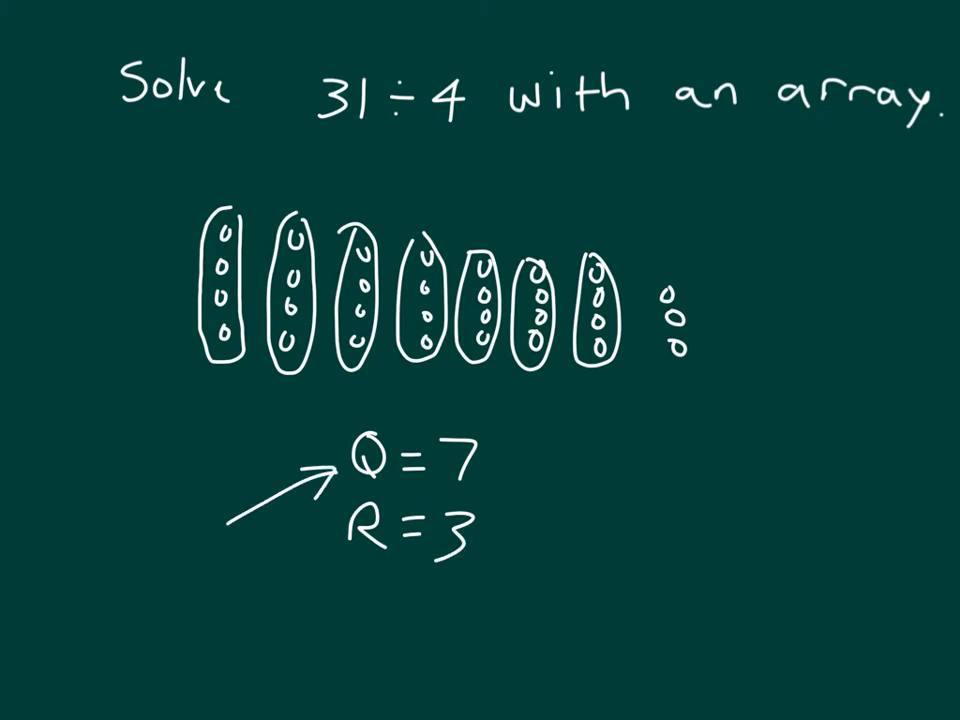 Solve 31÷4 with an array.
Q = 7
R = 3